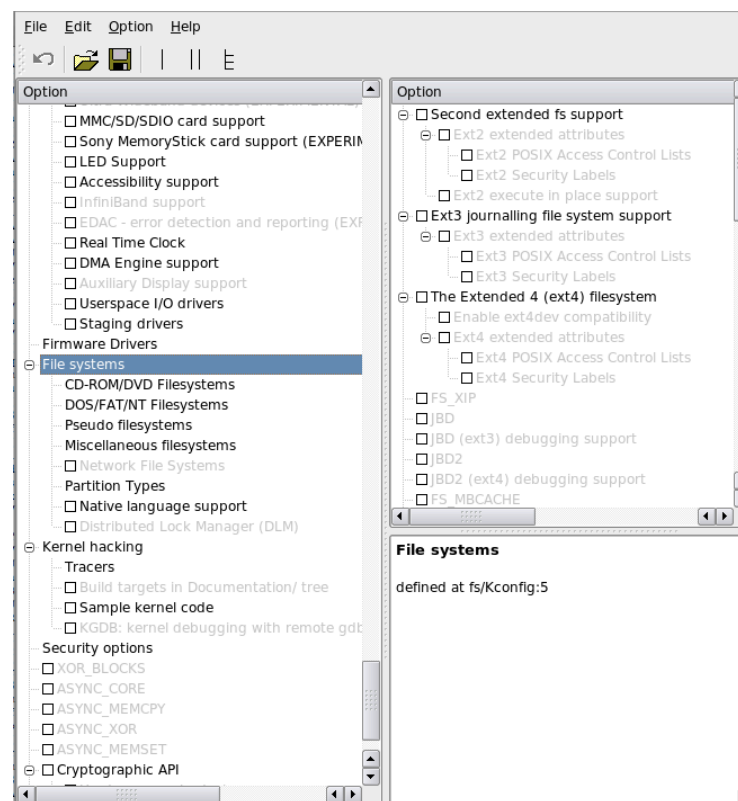 File Edit Option Help
Option
MMC/SD/SDIO card support
Sony MemoryStick card support (EXPERIM
LED Support
Accessibility support
InfiniBand support
EDAC - error detection and reporting (EXP
Real Time Clock
DMA Engine support
Auxiliary Display support
Userspace I/O drivers
Staging drivers
Firmware Drivers
File systems
CD-ROM/DVD Filesystems
DOS/FAT/NT Filesystems
Pseudo filesystems
Miscellaneous filesystems
Network File Systems
Partition Types
Native language support
Distributed Lock Manager (DLM)
Kernel hacking
Tracers
Build targets in Documentation/ tree
Sample kernel code
KGDB: kernel debugging with remote gdb
Security options
XOR_BLOCKS
ASYNC_CORE
ASYNC_MEMCPY
ASYNC_XOR
ASYNC_MEMSET
Cryptographic API
Option
Second extended fs support
Ext2 extended attributes
Ext2 POSIX Access Control Lists
Ext2 Security Labels
Ext2 execute in place support
Ext3 journalling file system support
Ext3 extended attributes
Ext3 POSIX Access Control Lists
Ext3 Security Labels
The Extended 4 (ext4) filesystem
Enable ext4dev compatibility
Ext4 extended attributes
Ext4 POSIX Access Control Lists
Ext4 Security Labels
FS_XIP
JBD
JBD (ext3) debugging support
JBD2
JBD2 (ext4) debugging support
FS_MBCACHE
File systems
defined at fs/Kconfig:5